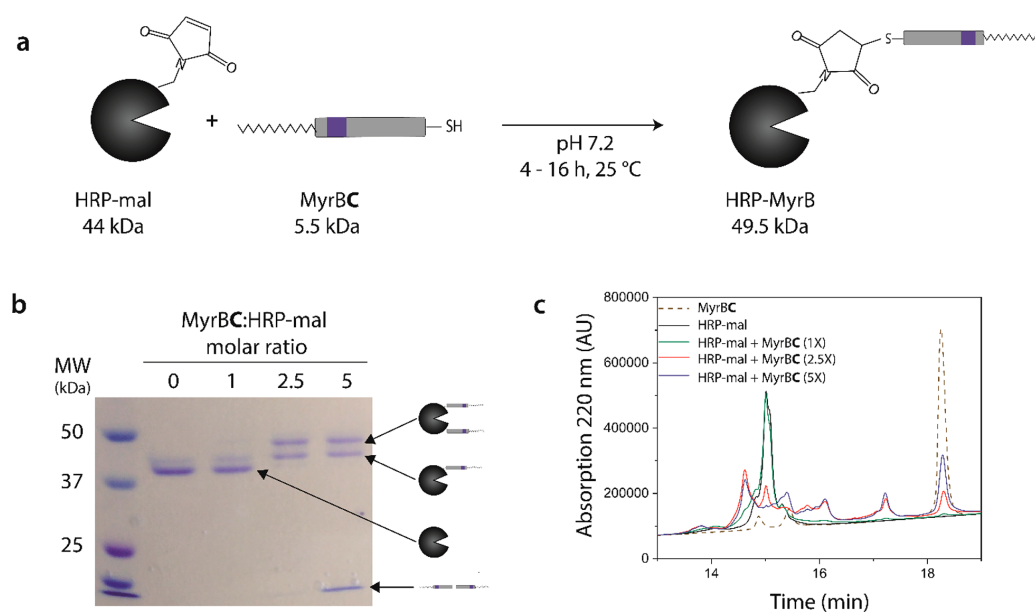 a
O
N
O
+
SH
pH 7.2
4 - 16 h, 25 °C
O
S
N
O
HRP-mal
44 kDa
MyrBC
5.5 kDa
HRP-MyrB
49.5 kDa
b
MyrBC:HRP-mal
molar ratio
MW
(kDa)
0 1 2.5 5
50
37
25
c
800000
600000
400000
200000
0
Absorption 220 nm (AU)
MyrBC
HRP-mal
HRP-mal + MyrBC (1X)
HRP-mal + MyrBC (2.5X)
HRP-mal + MyrBC (5X)
14 16 18
Time (min)